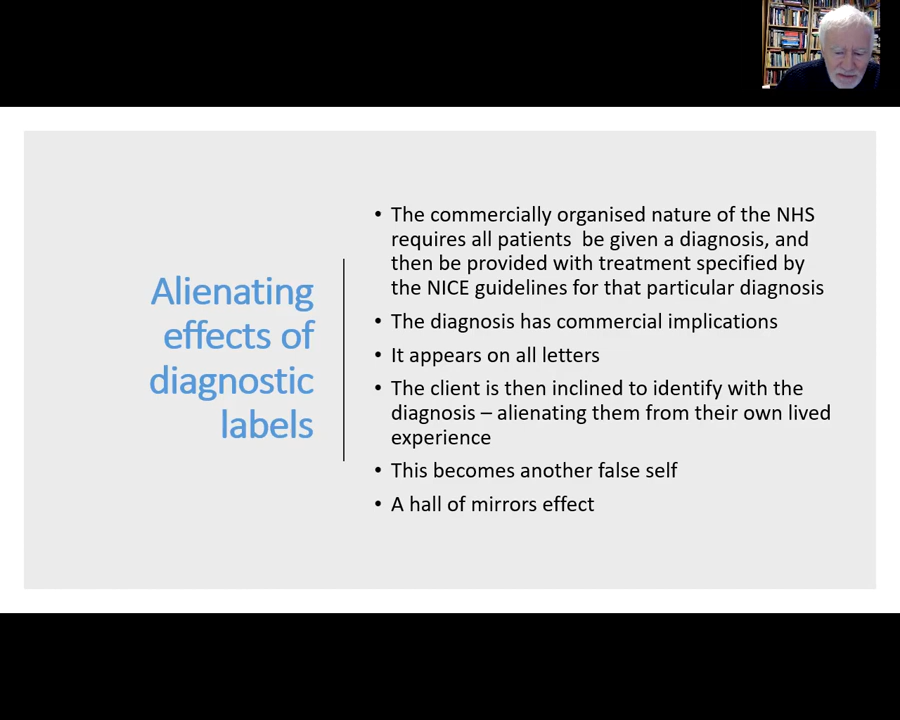 Alienating
effects of
diagnostic
labels
• The commercially organised nature of the NHS
requires all patients  be given a diagnosis, and
then be provided with treatment specified by
the NICE guidelines for that particular diagnosis
• The diagnosis has commercial implications
• It appears on all letters
• The client is then inclined to identify with the
diagnosis – alienating them from their own lived
experience
• This becomes another false self
• A hall of mirrors effect